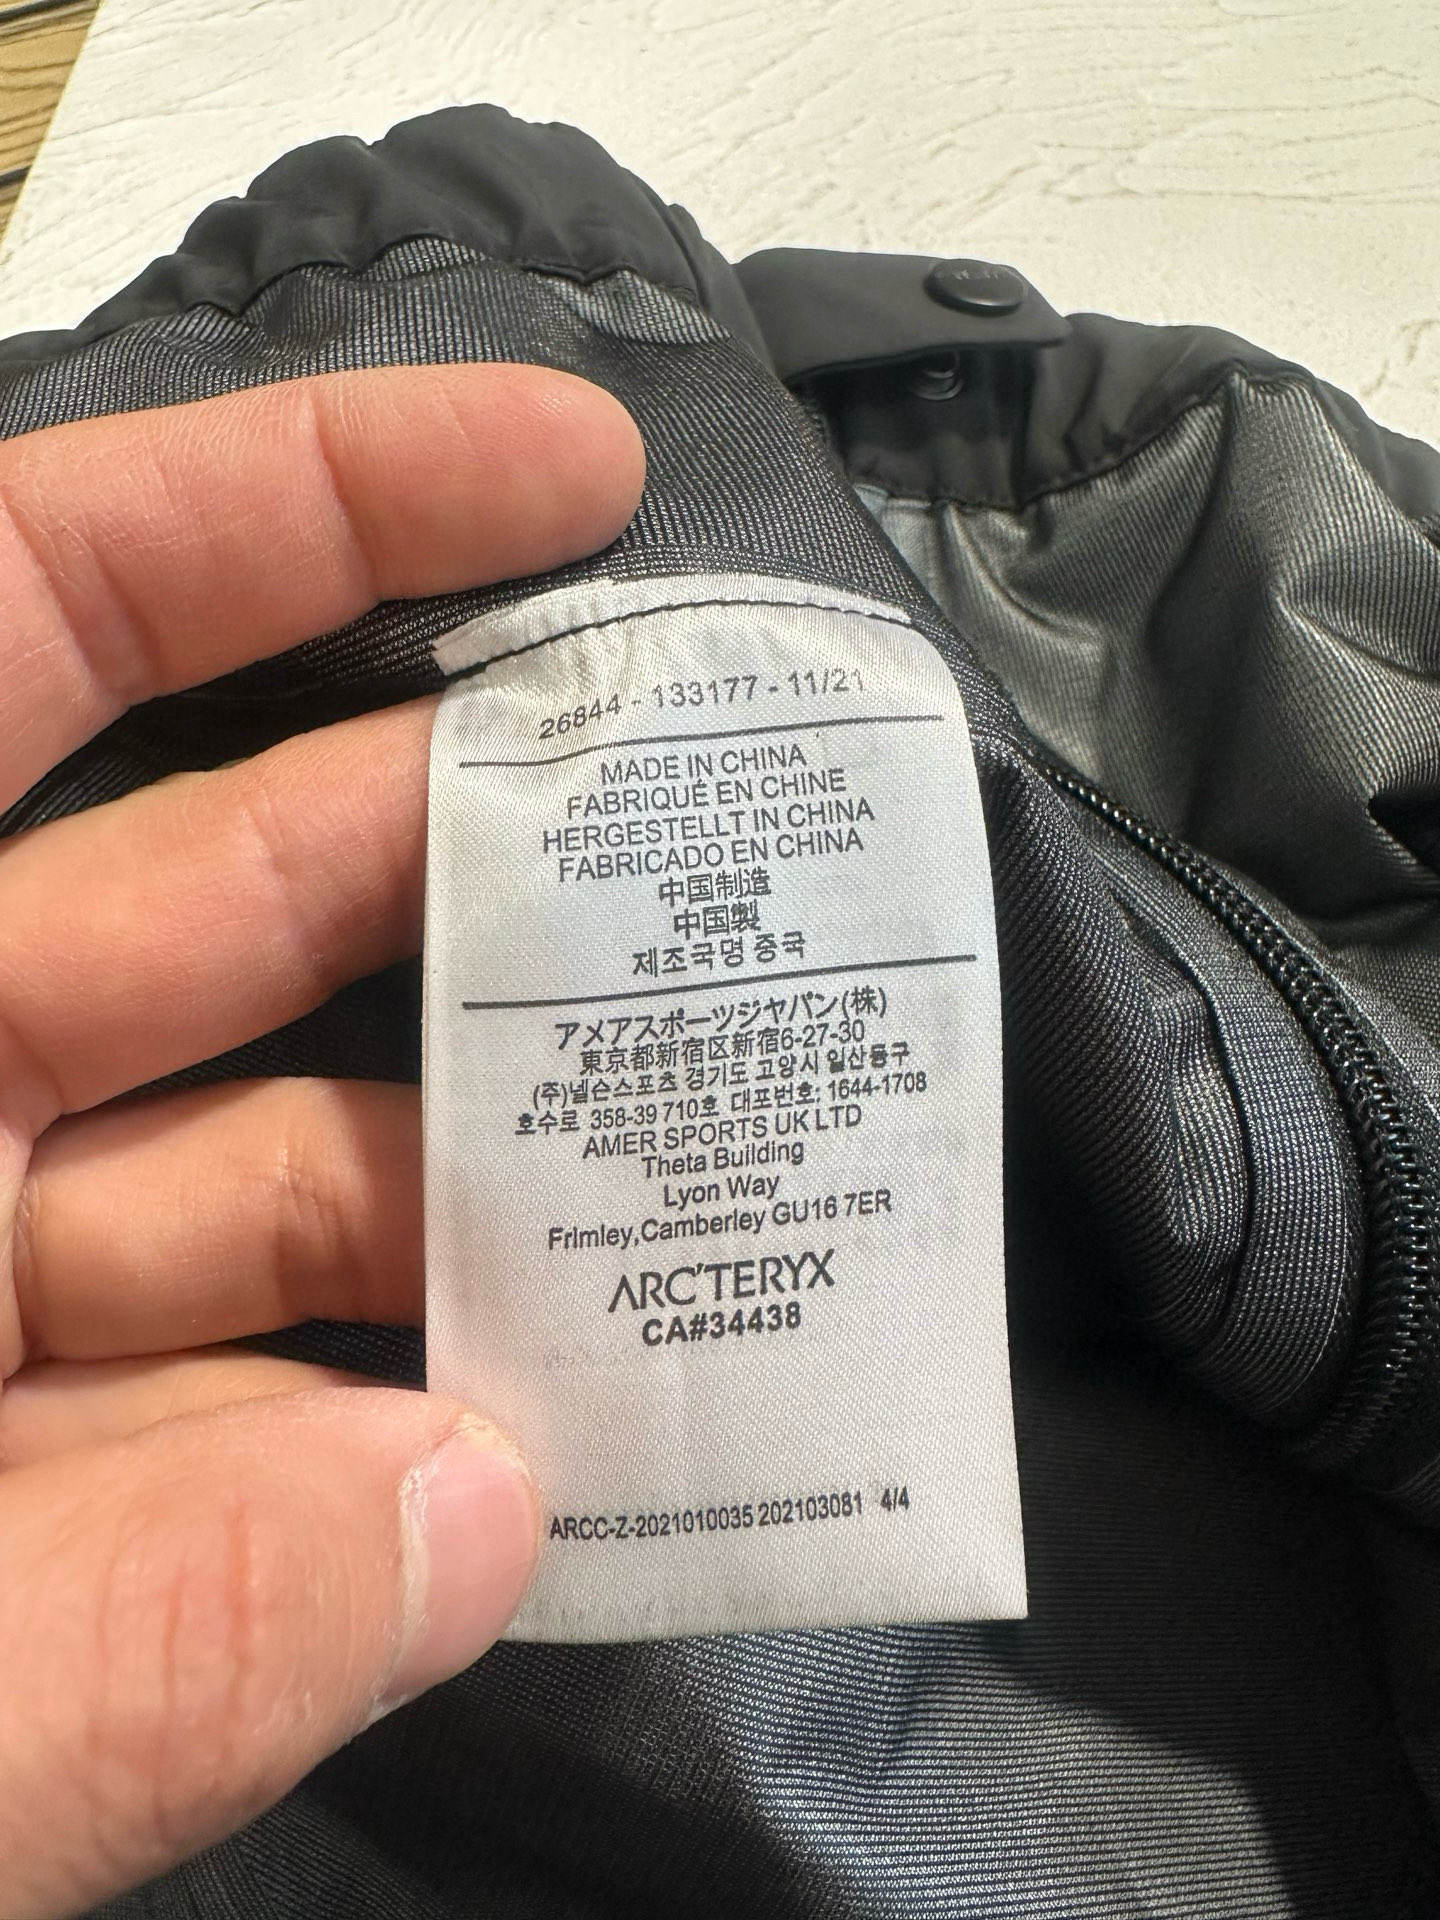 26844 - 133177 - 11/21
MADE IN CHINA
FABRIQUÉ EN CHINE
HERGESTELLT IN CHINA
FABRICADO EN CHINA
中国制造
中国製
제조국명 중국
アメアスポーツジャパン(株)
東京都新宿区新宿6-27-30
(주)넬슨스포츠 경기도 고양시 일산동구
호수로 358-39 710호 대표번호: 1644-1708
AMER SPORTS UK LTD
Theta Building
Lyon Way
Frimley,Camberley GU16 7ER
ARC'TERYX
CA#34438
ARCC-Z-2021010035 202103081 4/4